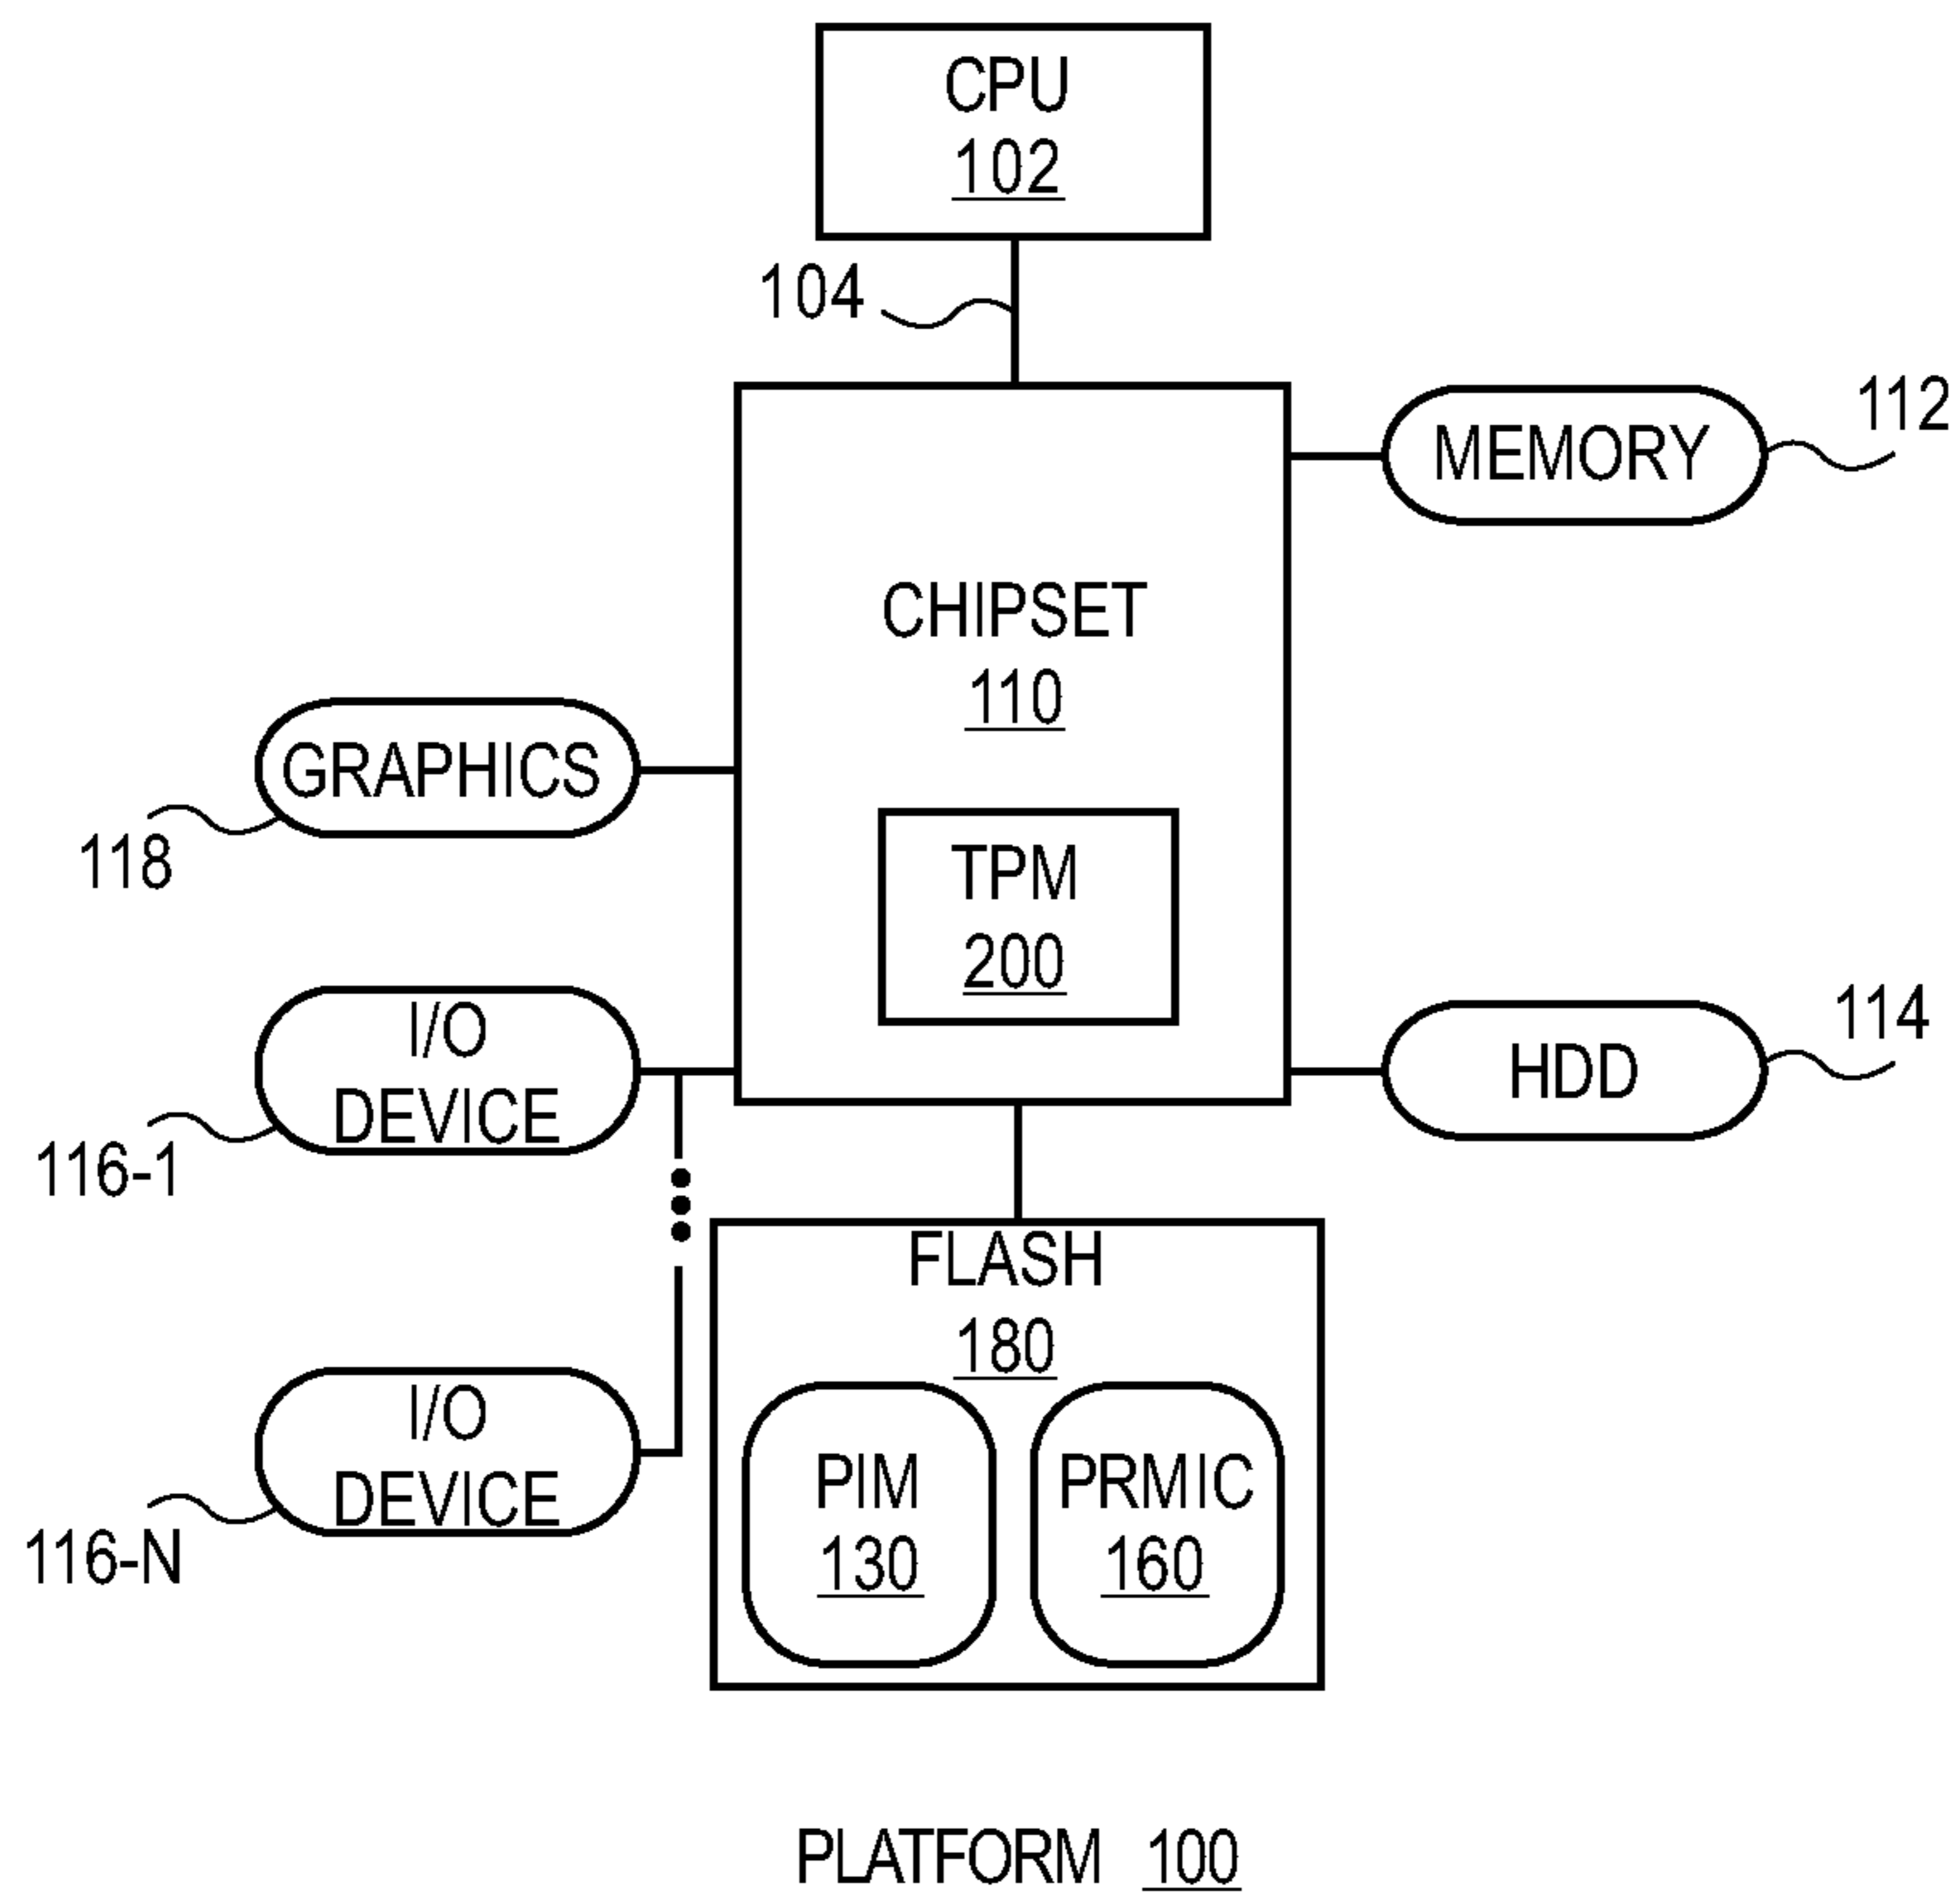 CPU
102
104
112
MEMORY
CHIPSET
110
GRAPHICS
118
TPM
200
114
HDD
I/O
DEVICE
116-1
FLASH
180
I/O
DEVICE
116-N
PIM
130
PRMIC
160
PLATFORM 100